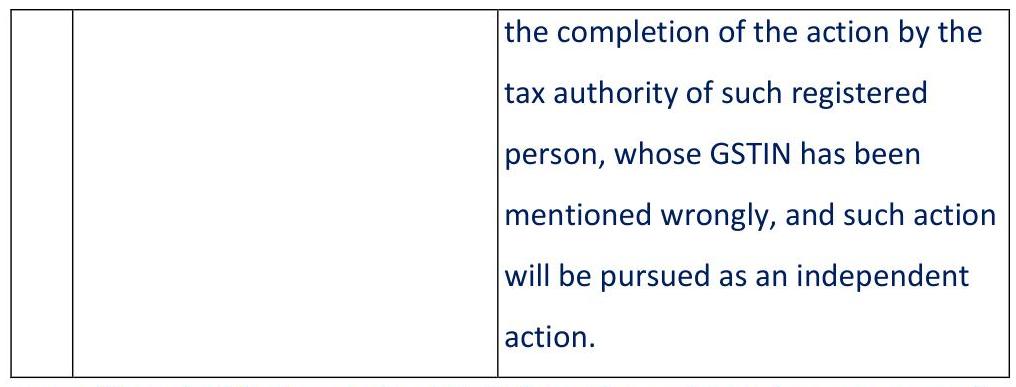 the completion of the action by the
tax authority of such registered
person, whose GSTIN has been
mentioned wrongly, and such action
will be pursued as an independent
action.